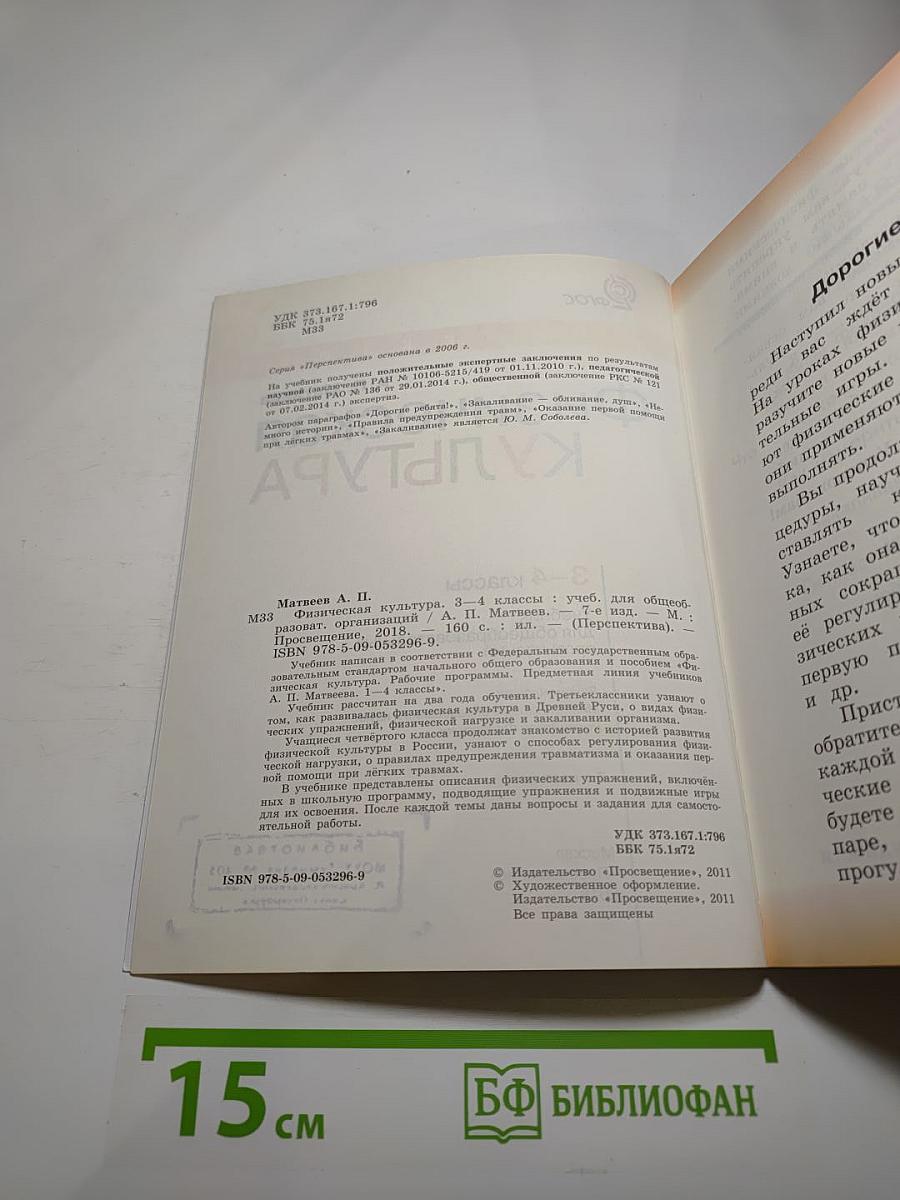 УДК 373.167.1:796
ББК 75.1я72
М33
Серия «Перспектива» основана в 2006 г.
На учебник получены положительные экспертные заключения по результатам
научной (заключение РАН № 10106-5215/419 от 01.11.2010 г.), педагогической
(заключение РАО № 136 от 29.01.2014 г.), общественной (заключение РКС № 121
от 07.02.2014 г.) экспертиз.
Автором параграфов «Дорогие ребята!», «Закаливание — обливание, душ», «Не-
много истории», «Правила предупреждения травм», «Оказание первой помощи
при лёгких травмах», «Закаливание» является Ю. М. Соболева.
КУЛЬТУРА
3—4 классы
Матвеев А. П.
М33 Физическая культура. 3—4 классы : учеб. для общеоб-
разоват. организаций / А. П. Матвеев. — 7-е изд. — М. :
Просвещение, 2018. — 160 с. : ил. — (Перспектива). —
ISBN 978-5-09-053296-9.
Учебник написан в соответствии с Федеральным государственным обра-
зовательным стандартом начального общего образования и пособием «Фи-
зическая культура. Рабочие программы. Предметная линия учебников
А. П. Матвеева. 1—4 классы».
Учебник рассчитан на два года обучения. Третьеклассники узнают о
том, как развивалась физическая культура в Древней Руси, о видах физи-
ческих упражнений, физической нагрузке и закаливании организма.
Учащиеся четвёртого класса продолжат знакомство с историей развития
физической культуры в России, узнают о способах регулирования физи-
ческой нагрузки, о правилах предупреждения травматизма и оказания пер-
вой помощи при лёгких травмах.
В учебнике представлены описания физических упражнений, включён-
ных в школьную программу, подводящие упражнения и подвижные игры
для их освоения. После каждой темы даны вопросы и задания для самосто-
ятельной работы.
УДК 373.167.1:796
ББК 75.1я72
ISBN 978-5-09-053296-9
© Издательство «Просвещение», 2011
© Художественное оформление.
Издательство «Просвещение», 2011
Все права защищены
Дорогие
Наступил новы
реди вас ждёт
На уроках физи
разучите новые
тельные игры.
ют физические
они применяют
выполнять.
Вы продол
цедуры, науч
ставлять к
Узнаете, что
ка, как она
ных сокращ
её регулир
зических
первую п
и др.
Прист
обратите
каждой
ческие
будете
паре,
прогу
15 см
БФ БИБЛИОФАН